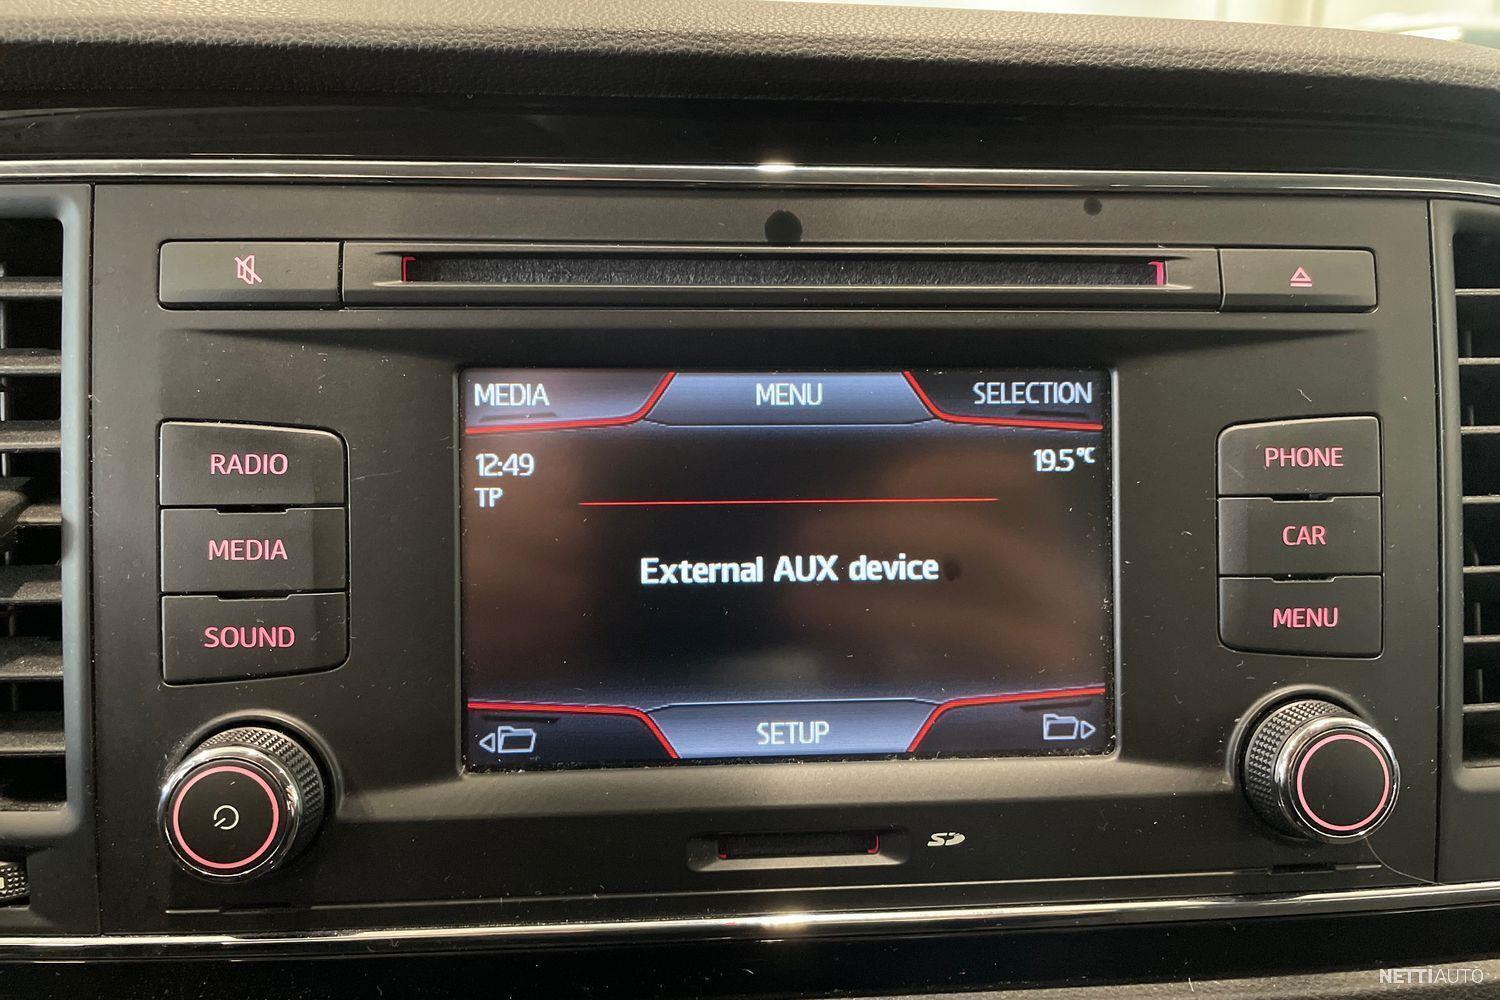 MEDIA
MENU
SELECTION
12:49
19.5°C
TP
External AUX device
SETUP
RADIO
MEDIA
SOUND
PHONE
CAR
MENU
SD
NETTIAUTO